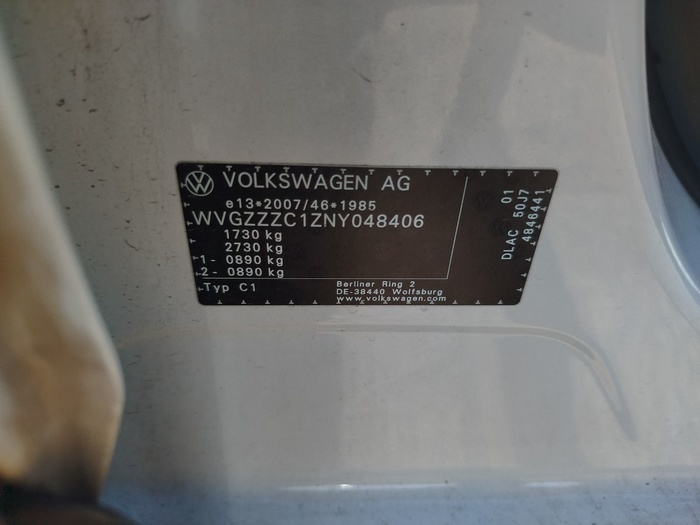 VOLKSWAGEN AG
e13*2007/46*1985
WVGZZZC1ZNY048406
1730 kg
2730 kg
1 - 0890 kg
2 - 0890 kg
Typ C1
Berliner Ring 2
DE-38440 Wolfsburg
www.volkswagen.com
01
DLAC 50J7
4846441